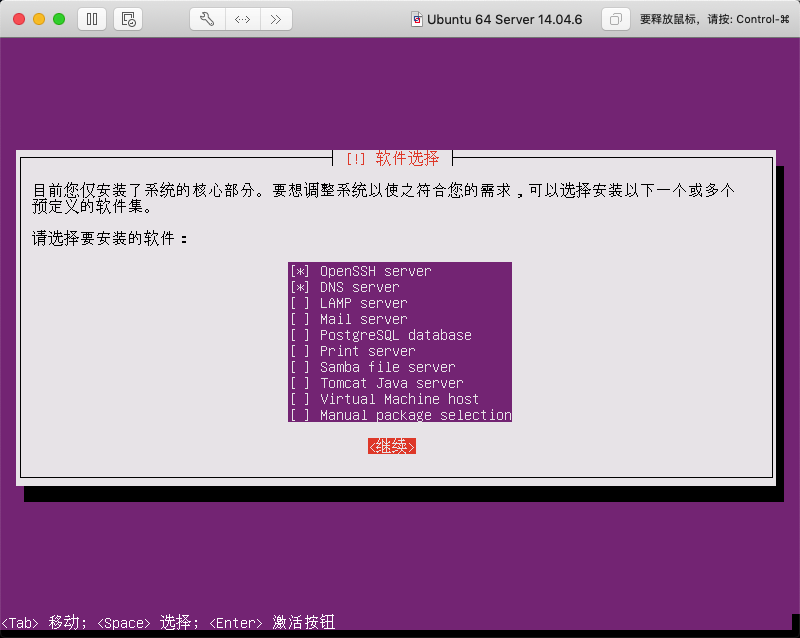 Ubuntu 64 Server 14.04.6
要释放鼠标，请按: Control-⌘
[!] 软件选择
目前您仅安装了系统的核心部分。要想调整系统以使之符合您的需求，可以选择安装以下一个或多个
预定义的软件集。
请选择要安装的软件：
[*] OpenSSH server
[*] DNS server
[ ] LAMP server
[ ] Mail server
[ ] PostgreSQL database
[ ] Print server
[ ] Samba file server
[ ] Tomcat Java server
[ ] Virtual Machine host
[ ] Manual package selection
<继续>
<Tab> 移动; <Space> 选择; <Enter> 激活按钮